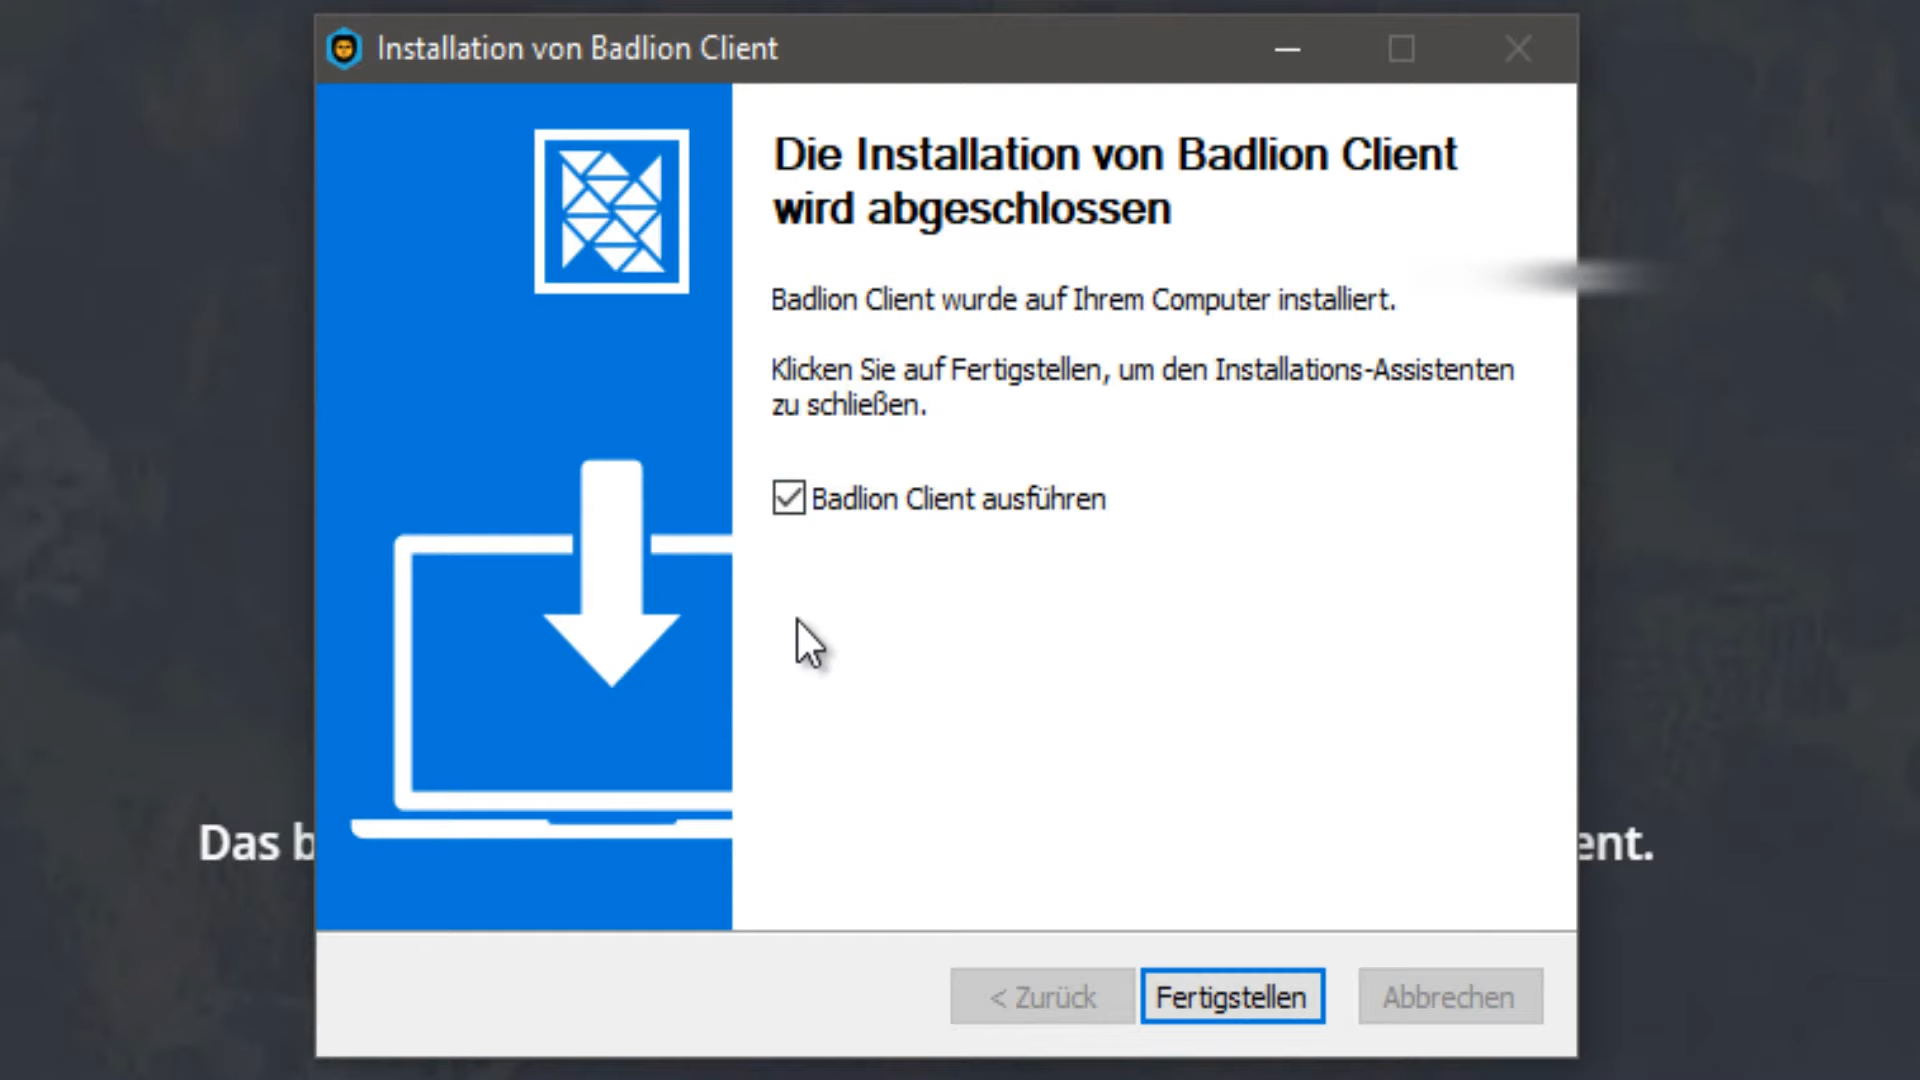 Installation von Badlion Client
Die Installation von Badlion Client
wird abgeschlossen
Badlion Client wurde auf Ihrem Computer installiert.
Klicken Sie auf Fertigstellen, um den Installations-Assistenten
zu schließen.
Badlion Client ausführen
Das
< Zurück
Fertigstellen
Abbrechen